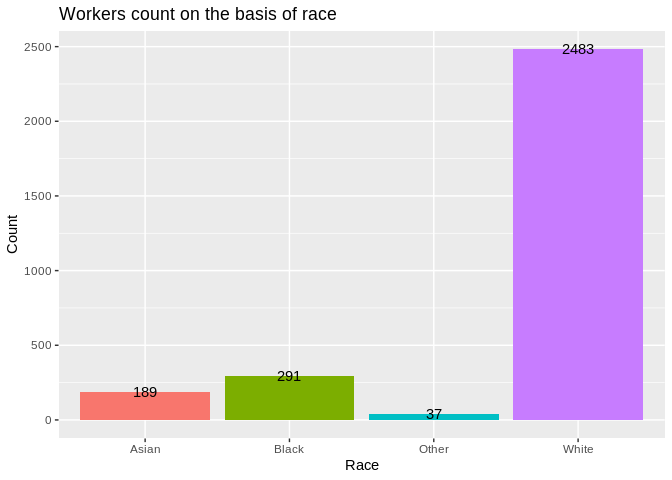 Workers count on the basis of race
2500
2000
1500
1000
500
0
Count
2483
291
189
37
Asian Black Other White
Race